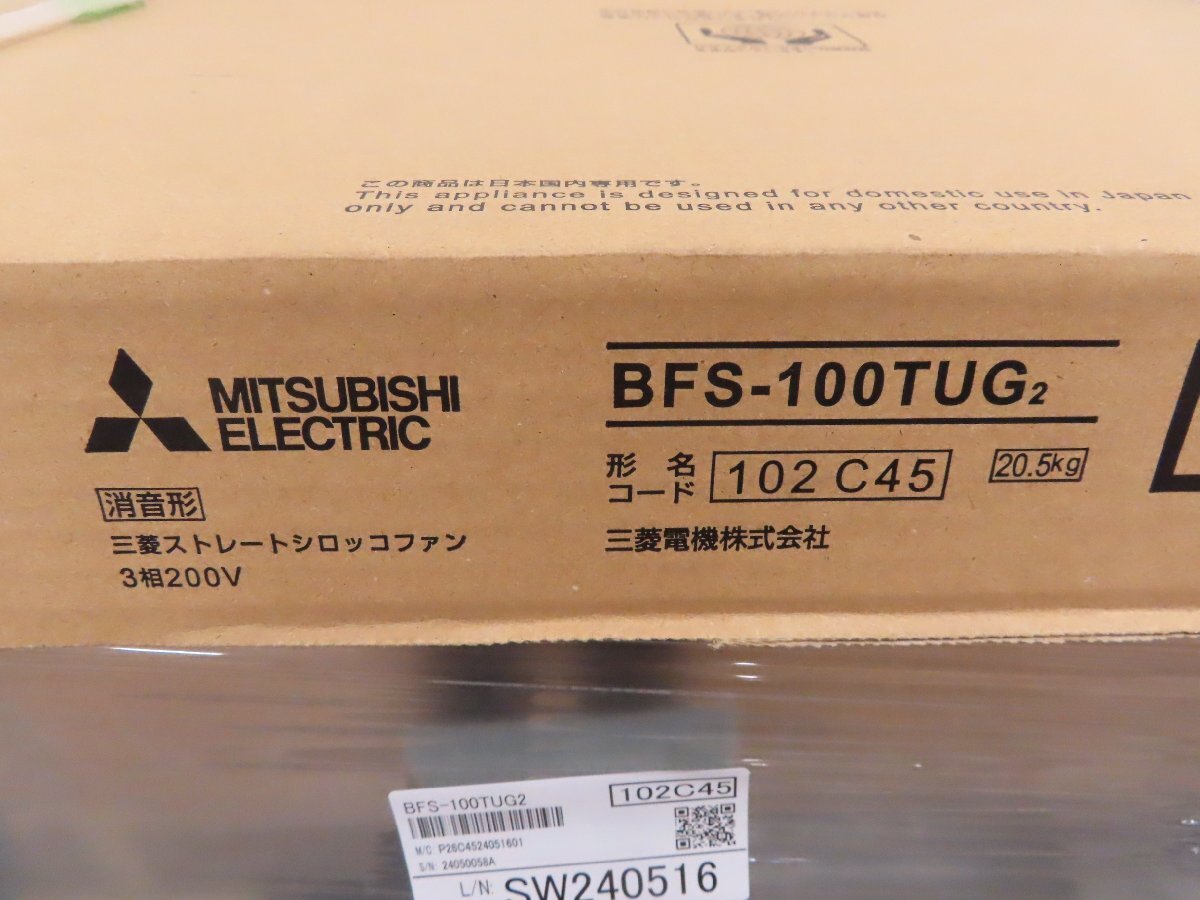 この商品は日本国内専用です。
This appliance is designed for domestic use in Japan
only and cannot be used in any other country.
MITSUBISHI
ELECTRIC
消音形
三菱ストレートシロッコファン
3相200V
BFS-100TUG2
形 名
コード
102 C45
20.5kg
三菱電機株式会社
BFS-100TUG2
102C45
M/C: P26C4524051601
S/N: 24050058A
L/N: SW240516